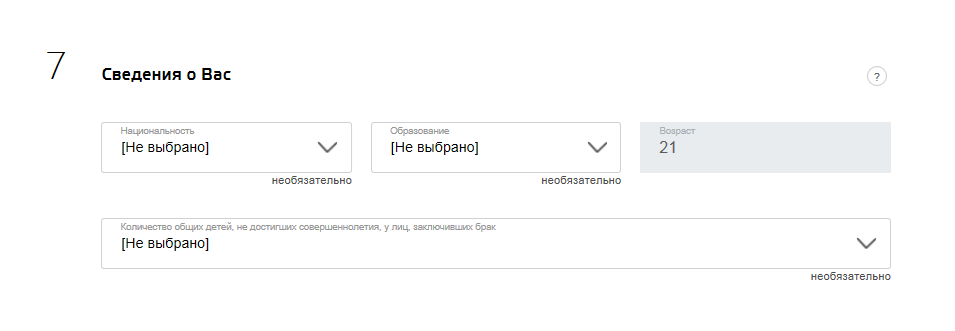 7
Сведения о Вас
?
Национальность
[Не выбрано]
необязательно
Образование
[Не выбрано]
необязательно
Возраст
21
Количество общих детей, не достигших совершеннолетия, у лиц, заключивших брак
[Не выбрано]
необязательно